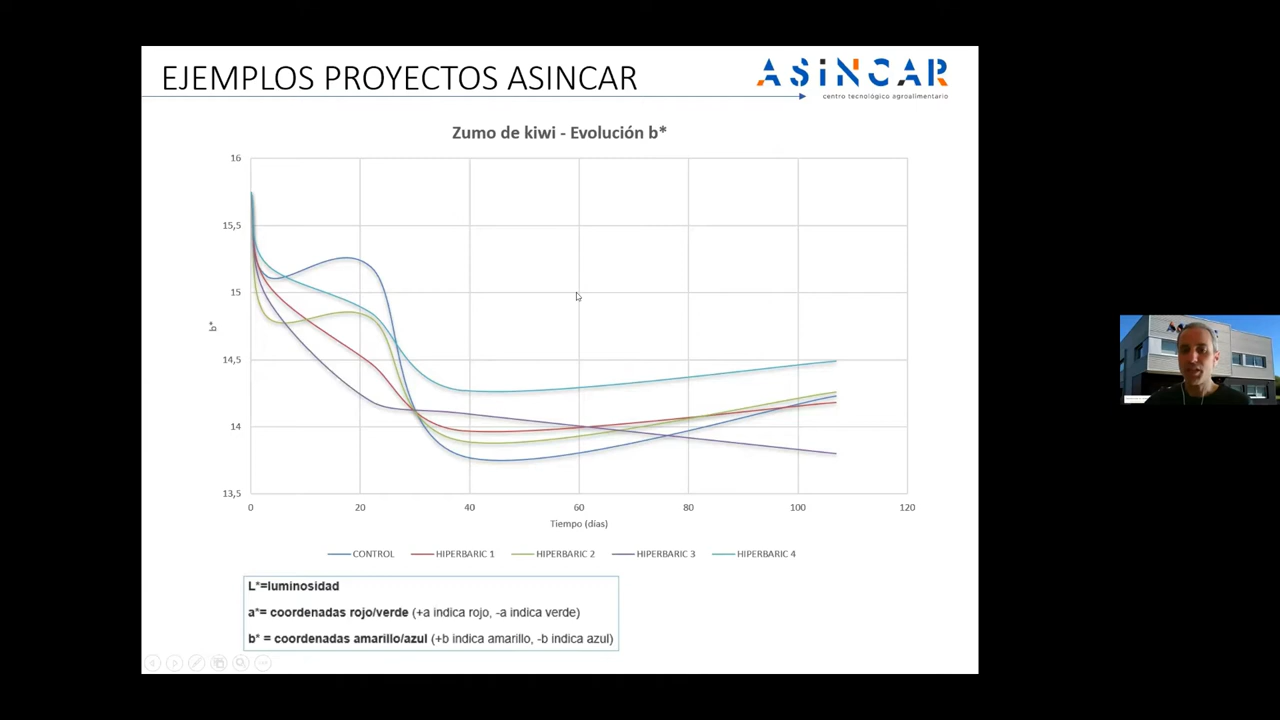 EJEMPLOS PROYECTOS ASINCAR
ASiNCAR
centro tecnológico agroalimentario
Zumo de kiwi - Evolución b*
16
15,5
15
14,5
14
13,5
b*
0 20 40 60 80 100 120
Tiempo (días)
CONTROL HIPERBARIC 1 HIPERBARIC 2 HIPERBARIC 3 HIPERBARIC 4
L*=luminosidad
a*= coordenadas rojo/verde (+a indica rojo, -a indica verde)
b* = coordenadas amarillo/azul (+b indica amarillo, -b indica azul)